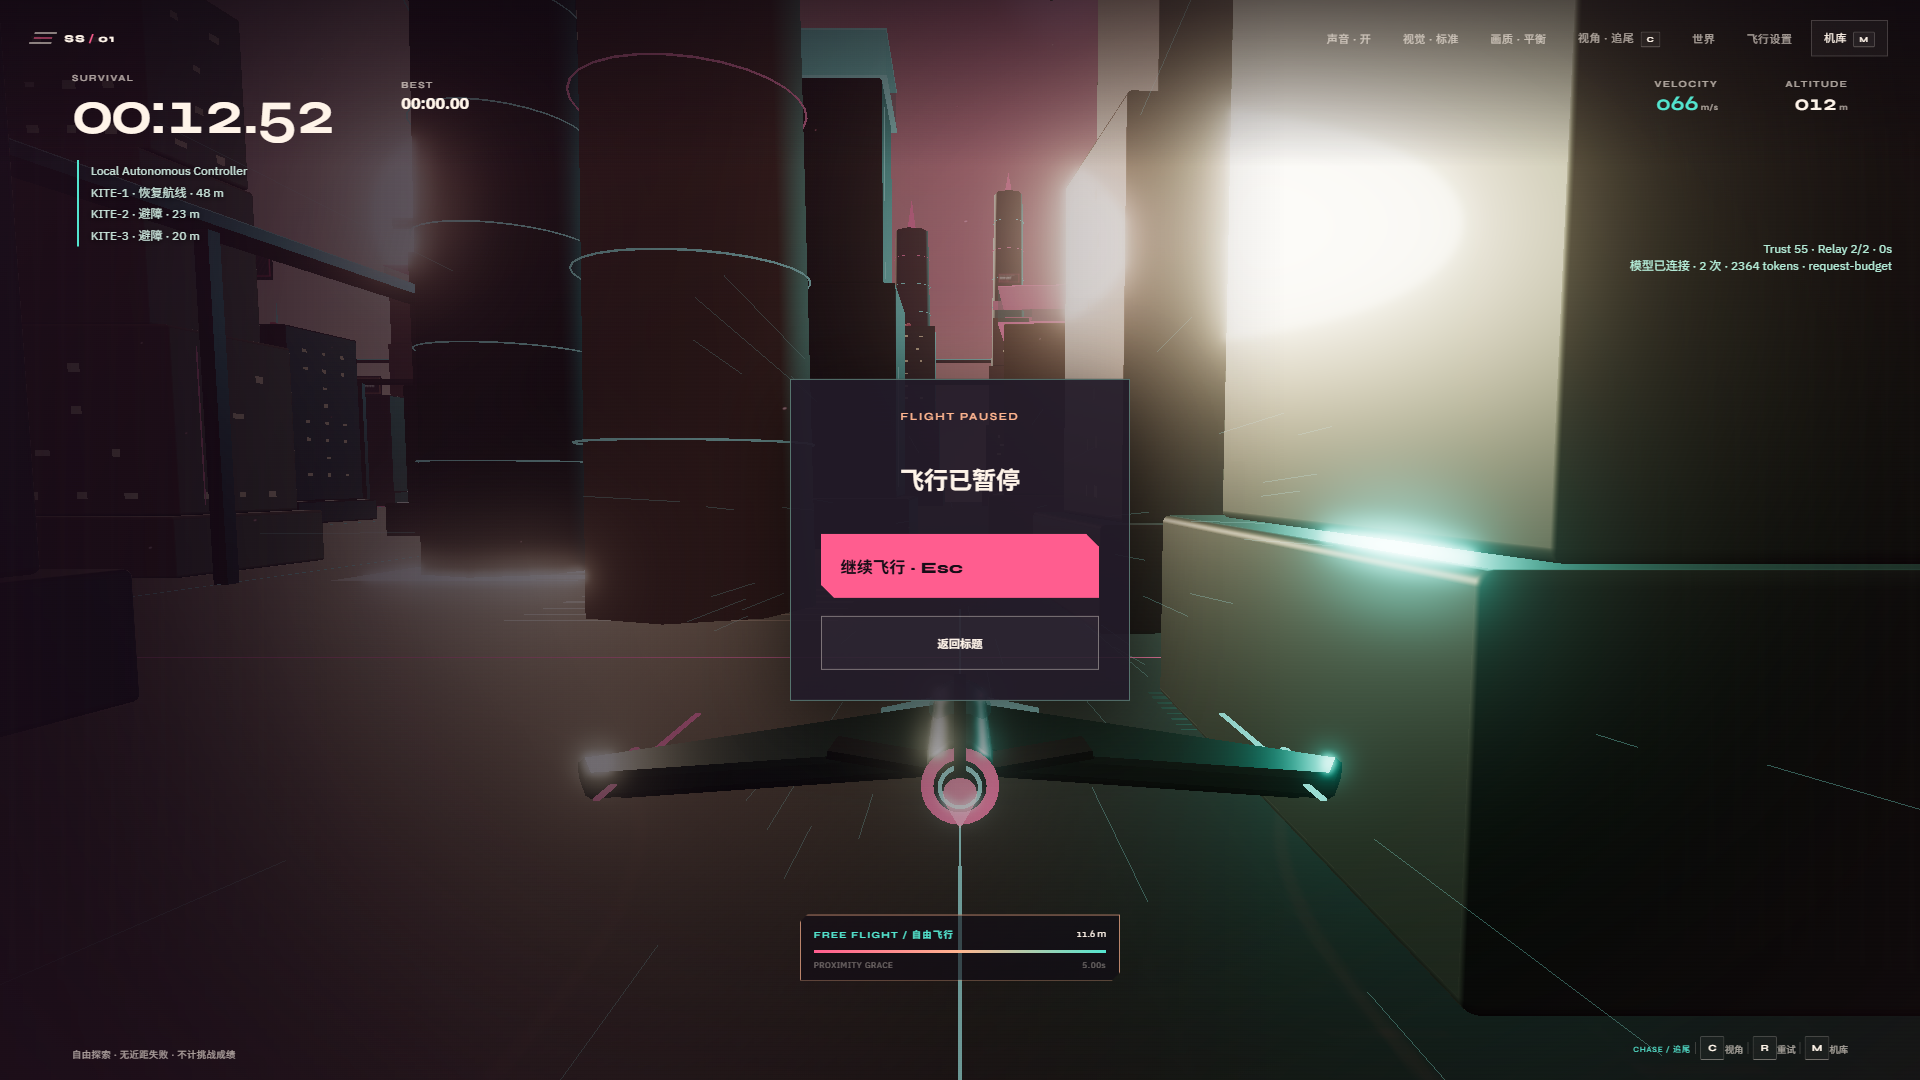 SS / 01
声音 · 开
视觉 · 标准
画质 · 平衡
视角 · 追尾 C
世界
飞行设置
机库 M
SURVIVAL
00:12.52
BEST
00:00.00
VELOCITY
066 m/s
ALTITUDE
012 m
Local Autonomous Controller
KITE-1 · 恢复航线 · 48 m
KITE-2 · 避障 · 23 m
KITE-3 · 避障 · 20 m
Trust 55 · Relay 2/2 · 0s
模型已连接 · 2 次 · 2364 tokens · request-budget
FLIGHT PAUSED
飞行已暂停
继续飞行 · Esc
返回标题
FREE FLIGHT / 自由飞行
11.6 m
PROXIMITY GRACE
5.00s
自由探索 · 无近距失败 · 不计挑战成绩
CHASE / 追尾
C 视角
R 重试
M 机库